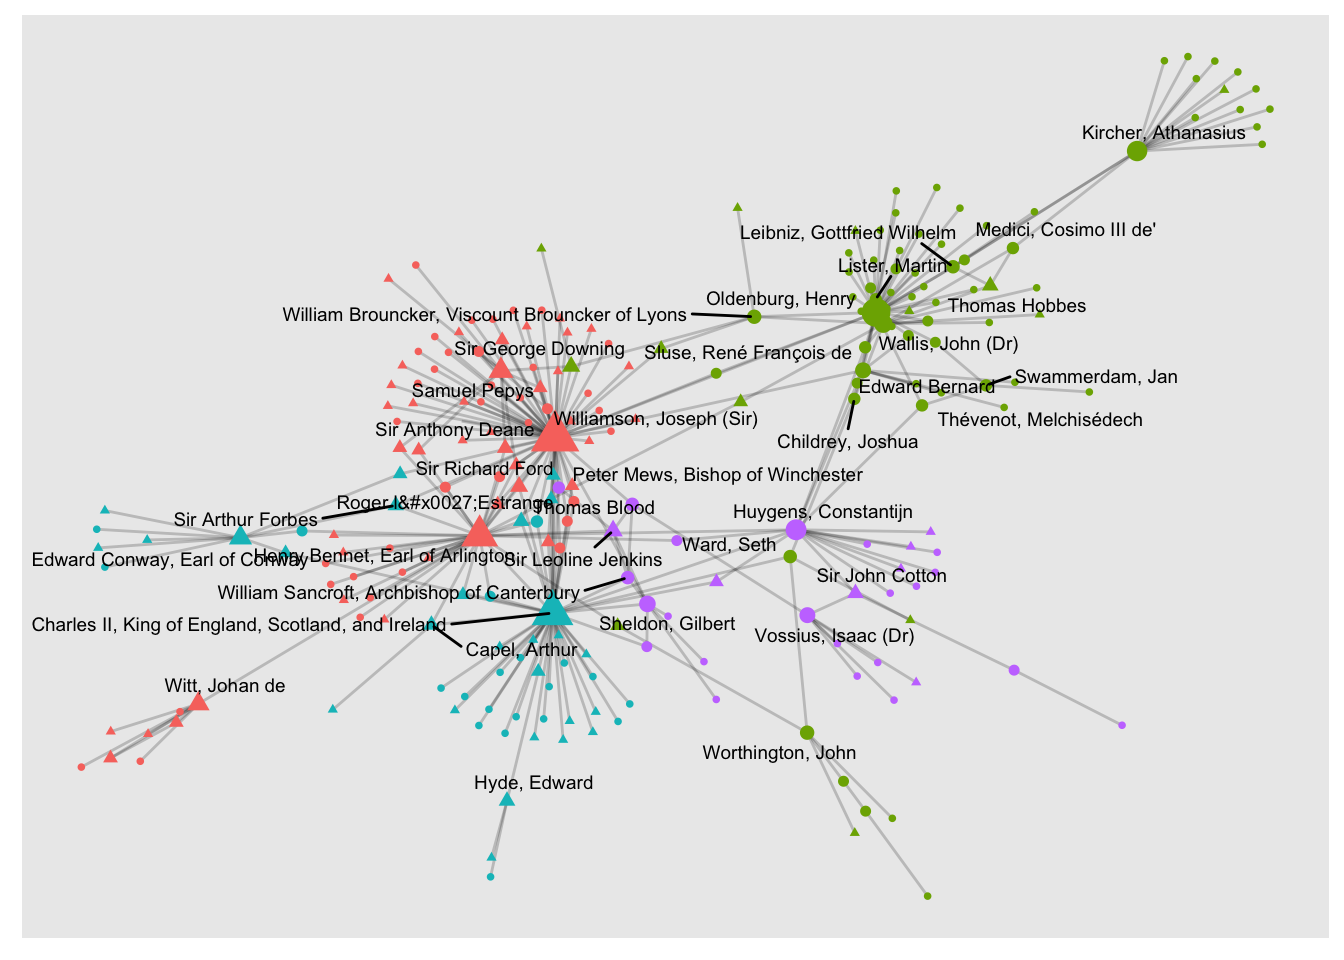 Kircher, Athanasius
Leibniz, Gottfried Wilhelm
Medici, Cosimo III de'
Lister, Martin
Oldenburg, Henry
Thomas Hobbes
William Brouncker, Viscount Brouncker of Lyons
Sir George Downing
Sluse, René François de
Wallis, John (Dr)
Swammerdam, Jan
Samuel Pepys
Edward Bernard
Williamson, Joseph (Sir)
Thévenot, Melchisédech
Sir Anthony Deane
Childrey, Joshua
Sir Richard Ford
Peter Mews, Bishop of Winchester
Roger L&#x0027;Estrange
Thomas Blood
Huygens, Constantijn
Sir Arthur Forbes
Ward, Seth
Edward Conway, Earl of Conway
Henry Bennet, Earl of Arlington
Sir Leoline Jenkins
Sir John Cotton
William Sancroft, Archbishop of Canterbury
Charles II, King of England, Scotland, and Ireland
Sheldon, Gilbert
Vossius, Isaac (Dr)
Capel, Arthur
Witt, Johan de
Worthington, John
Hyde, Edward